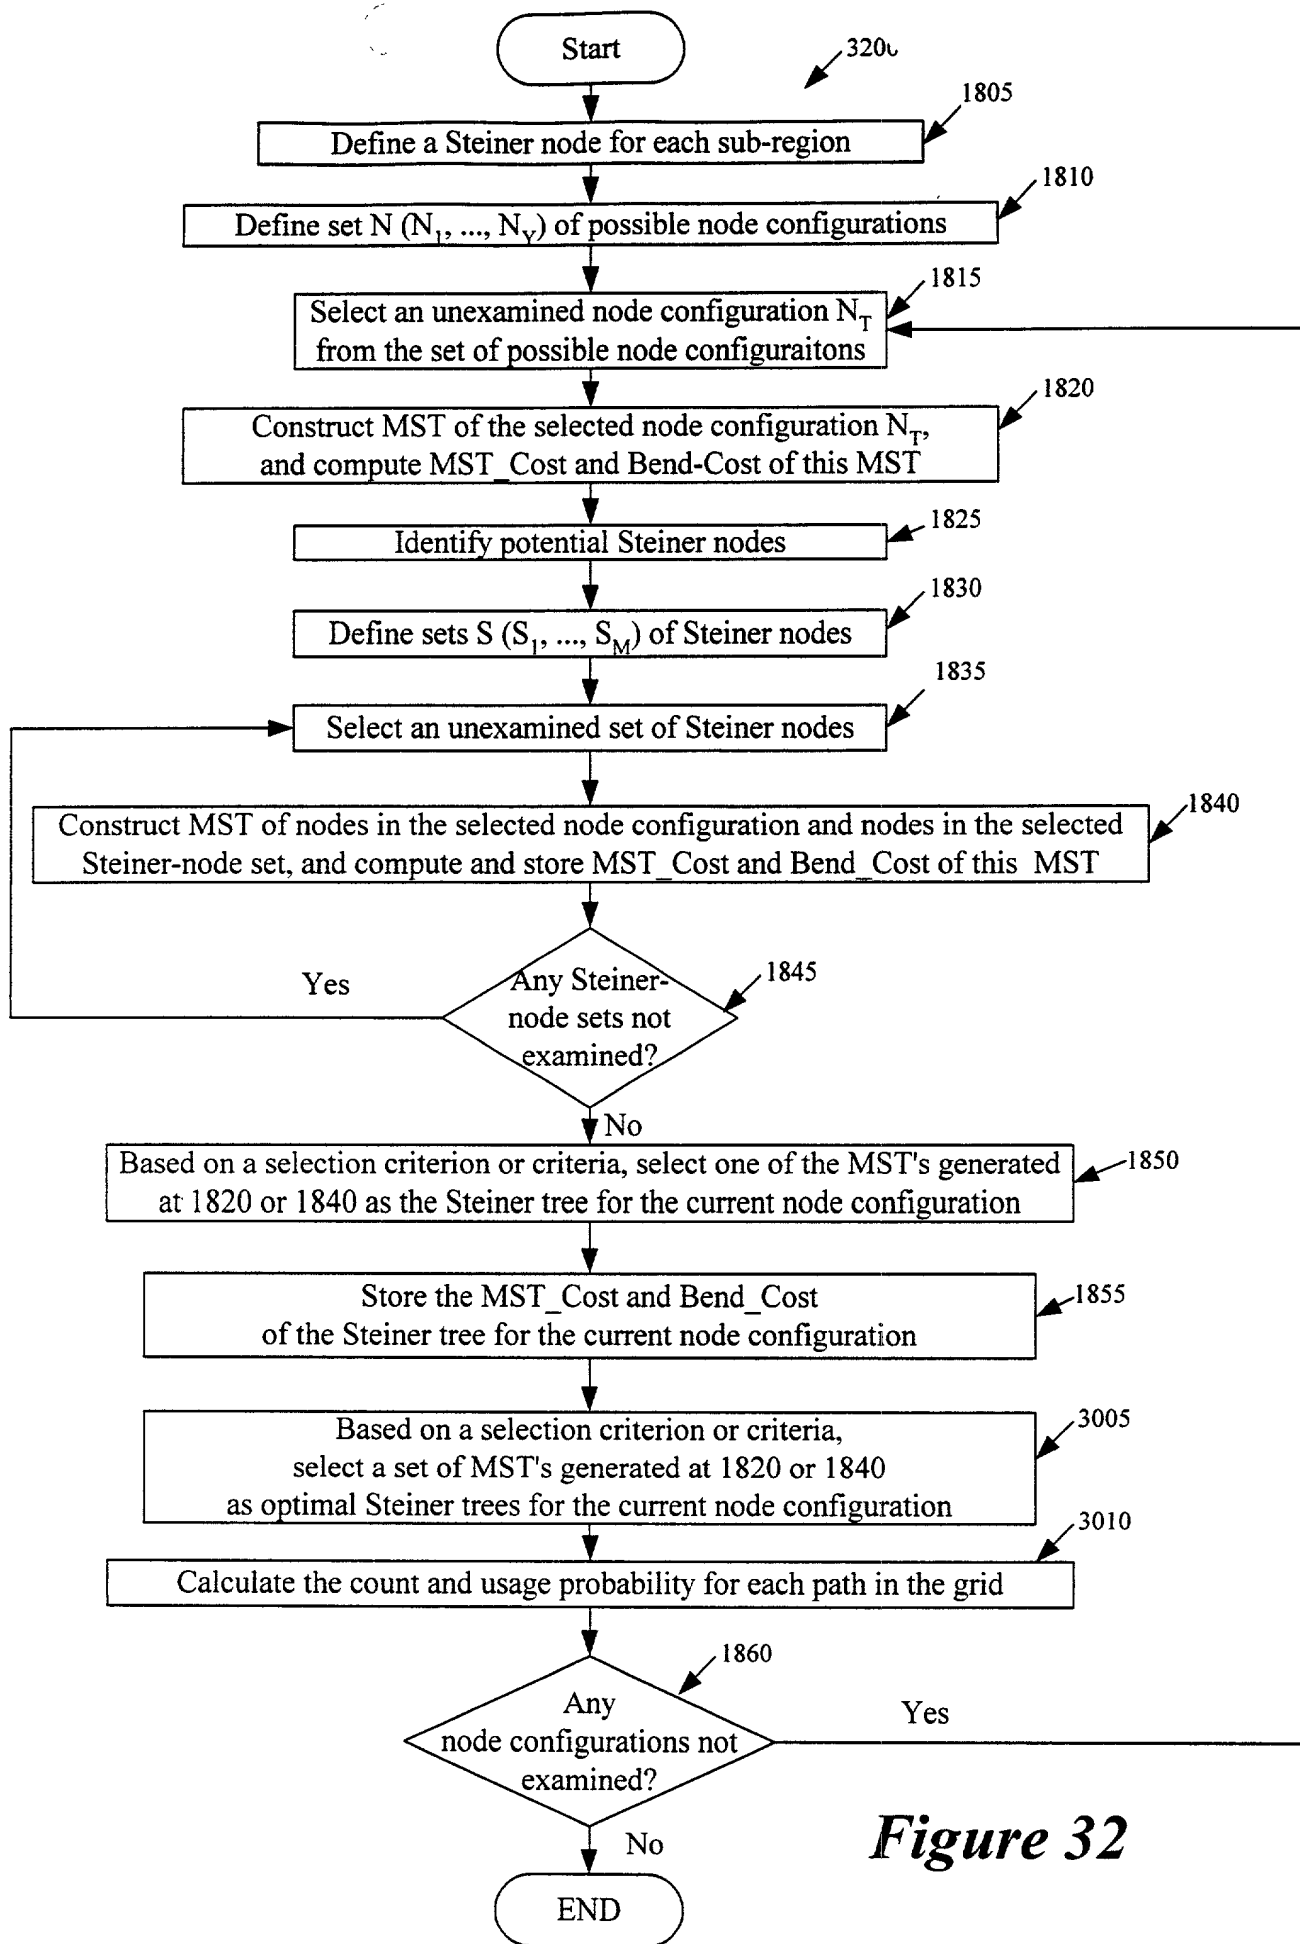 Start
3200
1805
Define a Steiner node for each sub-region
1810
Define set N (N1, ..., NY) of possible node configurations
1815
Select an unexamined node configuration NT
from the set of possible node configuraitons
1820
Construct MST of the selected node configuration NT,
and compute MST_Cost and Bend-Cost of this MST
1825
Identify potential Steiner nodes
1830
Define sets S (S1, ..., SM) of Steiner nodes
1835
Select an unexamined set of Steiner nodes
1840
Construct MST of nodes in the selected node configuration and nodes in the selected
Steiner-node set, and compute and store MST_Cost and Bend_Cost of this MST
Yes
1845
Any Steiner-
node sets not
examined?
No
1850
Based on a selection criterion or criteria, select one of the MST's generated
at 1820 or 1840 as the Steiner tree for the current node configuration
1855
Store the MST_Cost and Bend_Cost
of the Steiner tree for the current node configuration
3005
Based on a selection criterion or criteria,
select a set of MST's generated at 1820 or 1840
as optimal Steiner trees for the current node configuration
3010
Calculate the count and usage probability for each path in the grid
1860
Any
node configurations not
examined?
Yes
No
END
Figure 32